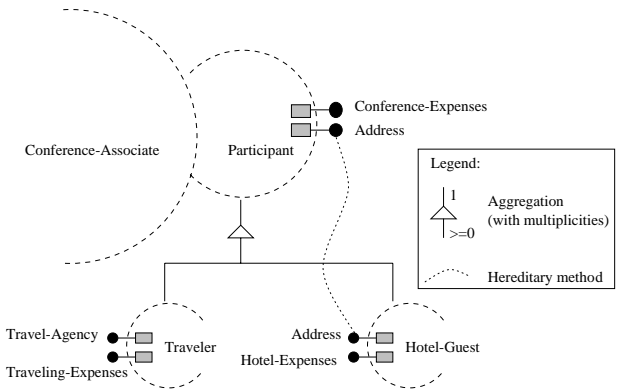 Conference-Expenses
Address
Conference-Associate
Participant
Legend:
1
Aggregation
(with multiplicities)
>=0
Hereditary method
Travel-Agency
Traveler
Traveling-Expenses
Address
Hotel-Guest
Hotel-Expenses